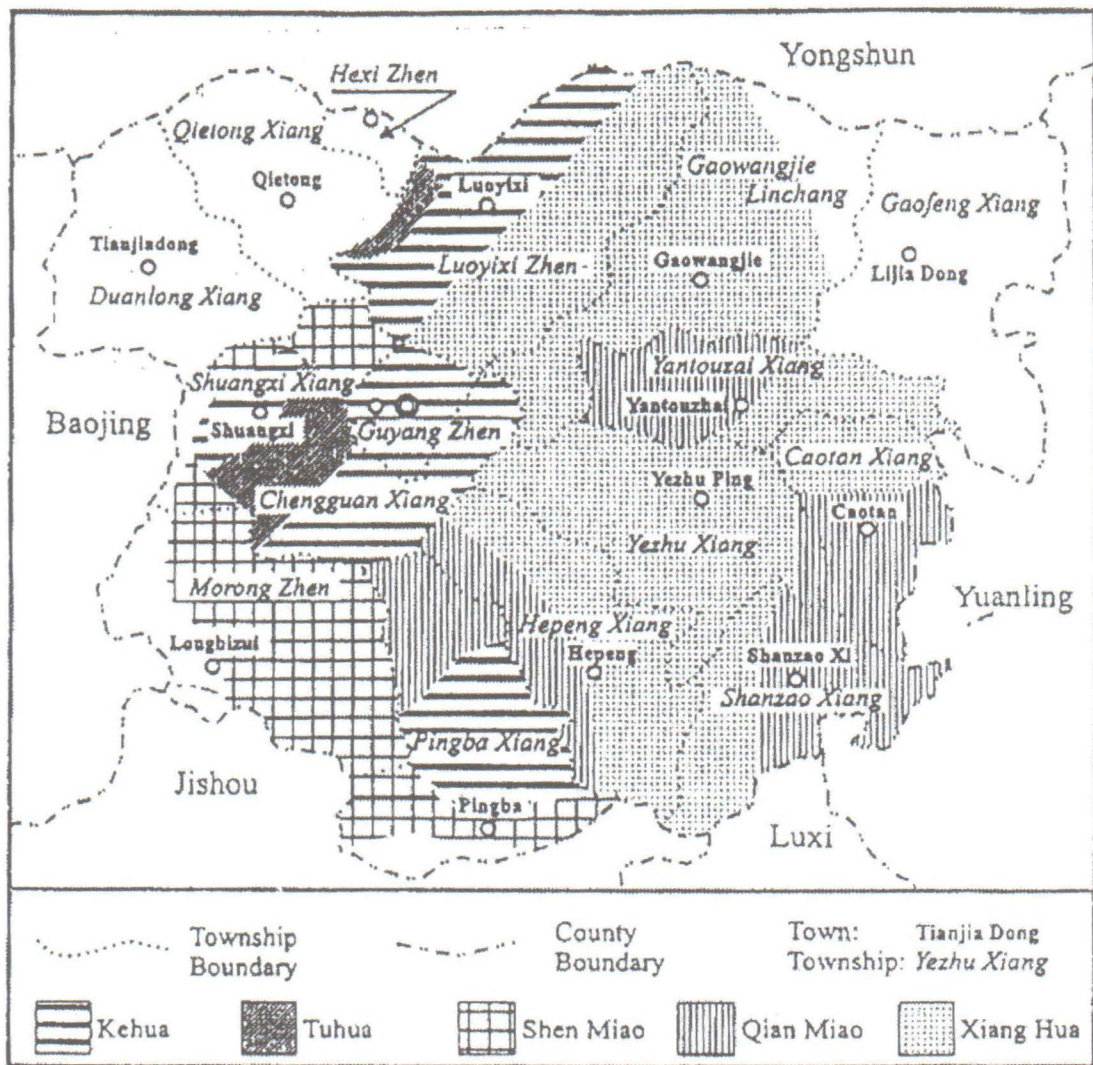 Yongshun
Hexi Zhen
Qietong Xiang
Gaowangjie
Linchang
Gaofeng Xiang
Qietong
Luoyixi
Tianjiadong
Duanlong Xiang
Luoyixi Zhen
Gaowangjie
Lijia Dong
Shuangxi Xiang
Yantouzai Xiang
Baojing
Shuangxi
Guyang Zhen
Yantouzhai
Caotan Xiang
Chengguan Xiang
Yezhu Ping
Caotan
Yezhu Xiang
Morong Zhen
Yuanling
Hepeng Xiang
Longbizui
Hepeng
Shanzao Xi
Shanzao Xiang
Pingba Xiang
Jishou
Pingba
Luxi
Township
Boundary
County
Boundary
Town: Tianjia Dong
Township: Yezhu Xiang
Kehua
Tuhua
Shen Miao
Qian Miao
Xiang Hua